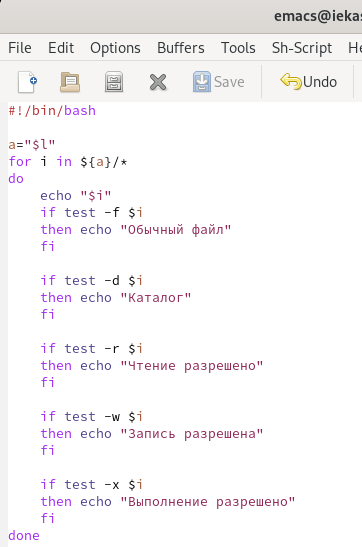 emacs@ieka
File Edit Options Buffers Tools Sh-Script
Save Undo
#!/bin/bash
a="$l"
for i in ${a}/*
do
echo "$i"
if test -f $i
then echo "Обычный файл"
fi
if test -d $i
then echo "Каталог"
fi
if test -r $i
then echo "Чтение разрешено"
fi
if test -w $i
then echo "Запись разрешена"
fi
if test -x $i
then echo "Выполнение разрешено"
fi
done